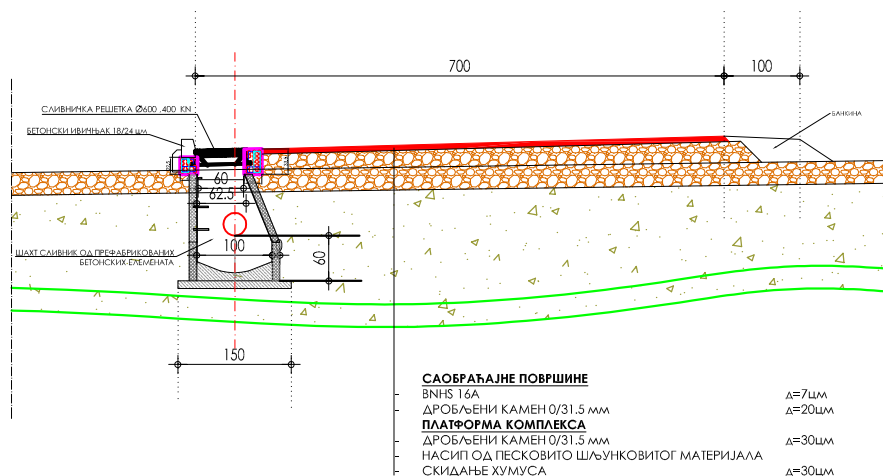 700
100
СЛИВНИЧКА РЕШЕТКА Ø600 ,400 KN
БЕТОНСКИ ИВИЧЊАК 18/24 цм
БАНКИНА
60
62.5
100
60
ШАХТ СЛИВНИК ОД ПРЕФАБРИКОВАНИХ
БЕТОНСКИХ ЕЛЕМЕНАТА
150
САОБРАЋАЈНЕ ПОВРШИНЕ
- BNHS 16A д=7цм
- ДРОБЉЕНИ КАМЕН 0/31.5 мм д=20цм
ПЛАТФОРМА КОМПЛЕКСА
- ДРОБЉЕНИ КАМЕН 0/31.5 мм д=30цм
- НАСИП ОД ПЕСКОВИТО ШЉУНКОВИТОГ МАТЕРИЈАЛА
- СКИДАЊЕ ХУМУСА д=30цм